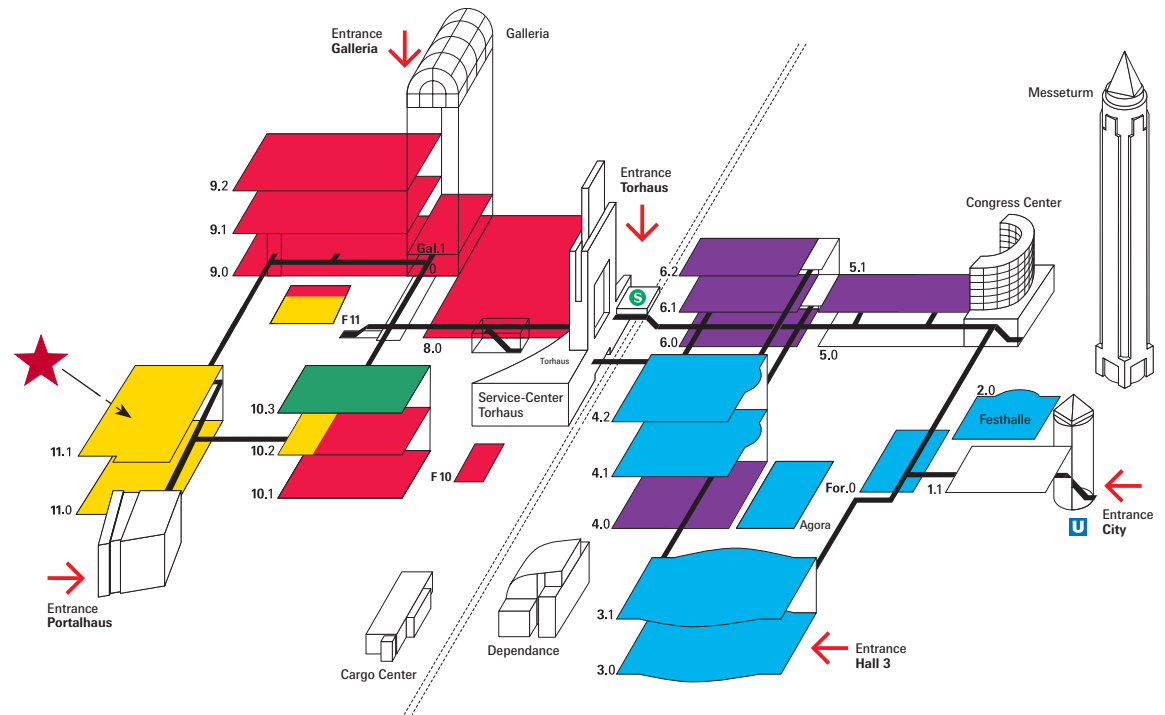 Entrance
Galleria
Galleria
Messeturm
Entrance
Torhaus
Congress Center
9.2
9.1
9.0
Gal.1
0
S
6.2
6.1
6.0
5.1
5.0
F11
8.0
Torhaus
Service-Center
Torhaus
10.3
10.2
10.1
F10
11.1
11.0
4.2
4.1
4.0
Agora
2.0
Festhalle
For.0
1.1
U
Entrance
City
Entrance
Portalhaus
3.1
3.0
Entrance
Hall 3
Dependance
Cargo Center